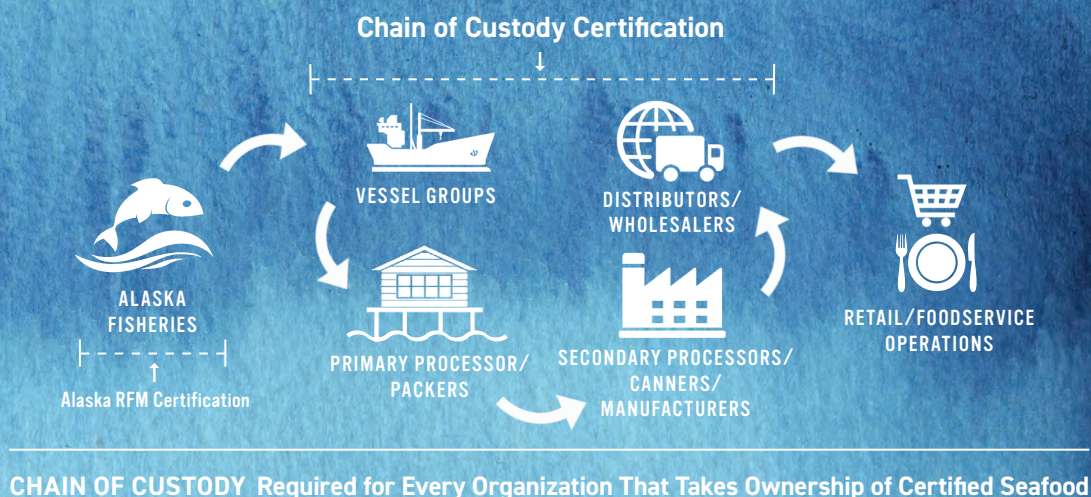 Chain of Custody Certification
VESSEL GROUPS
DISTRIBUTORS/
WHOLESALERS
ALASKA
FISHERIES
RETAIL/FOODSERVICE
OPERATIONS
PRIMARY PROCESSOR/
PACKERS
SECONDARY PROCESSORS/
CANNERS/
MANUFACTURERS
Alaska RFM Certification
CHAIN OF CUSTODY Required for Every Organization That Takes Ownership of Certified Seafood